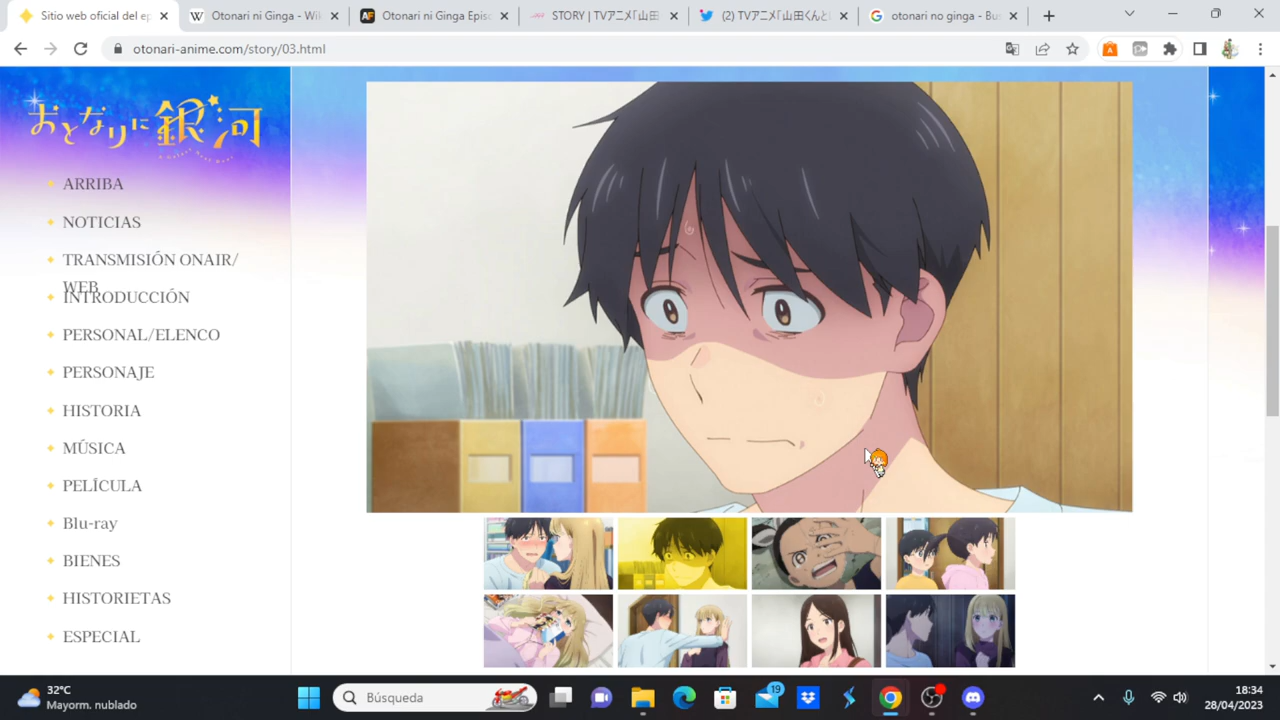 Sitio web oficial del ep
Otonari ni Ginga - Wik
Otonari ni Ginga Episo
STORY | TVアニメ「山田
(2) TVアニメ「山田くんと
otonari no ginga - Bus
otonari-anime.com/story/03.html
おとなりに銀河
ARRIBA
NOTICIAS
TRANSMISIÓN ONAIR/
WEB
INTRODUCCIÓN
PERSONAL/ELENCO
PERSONAJE
HISTORIA
MÚSICA
PELÍCULA
Blu-ray
BIENES
HISTORIETAS
ESPECIAL
32°C
Mayorm. nublado
Búsqueda
19
18:34
28/04/2023